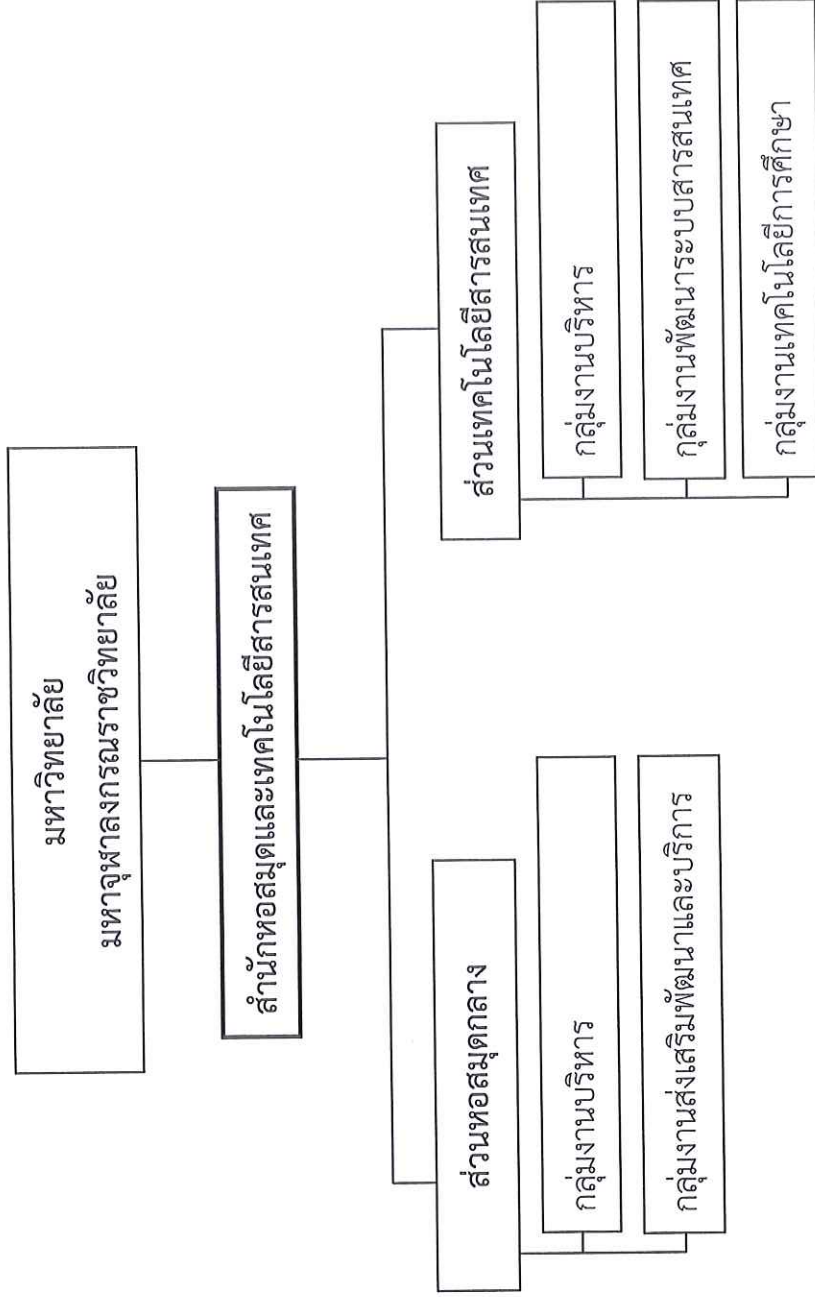 มหาวิทยาลัย
มหาจุฬาลงกรณราชวิทยาลัย
สำนักหอสมุดและเทคโนโลยีสารสนเทศ
ส่วนหอสมุดกลาง
กลุ่มงานบริหาร
กลุ่มงานส่งเสริมพัฒนาและบริการ
ส่วนเทคโนโลยีสารสนเทศ
กลุ่มงานบริหาร
กุล่มงานพัฒนาระบบสารสนเทศ
กลุ่มงานเทคโนโลยีการศึกษา